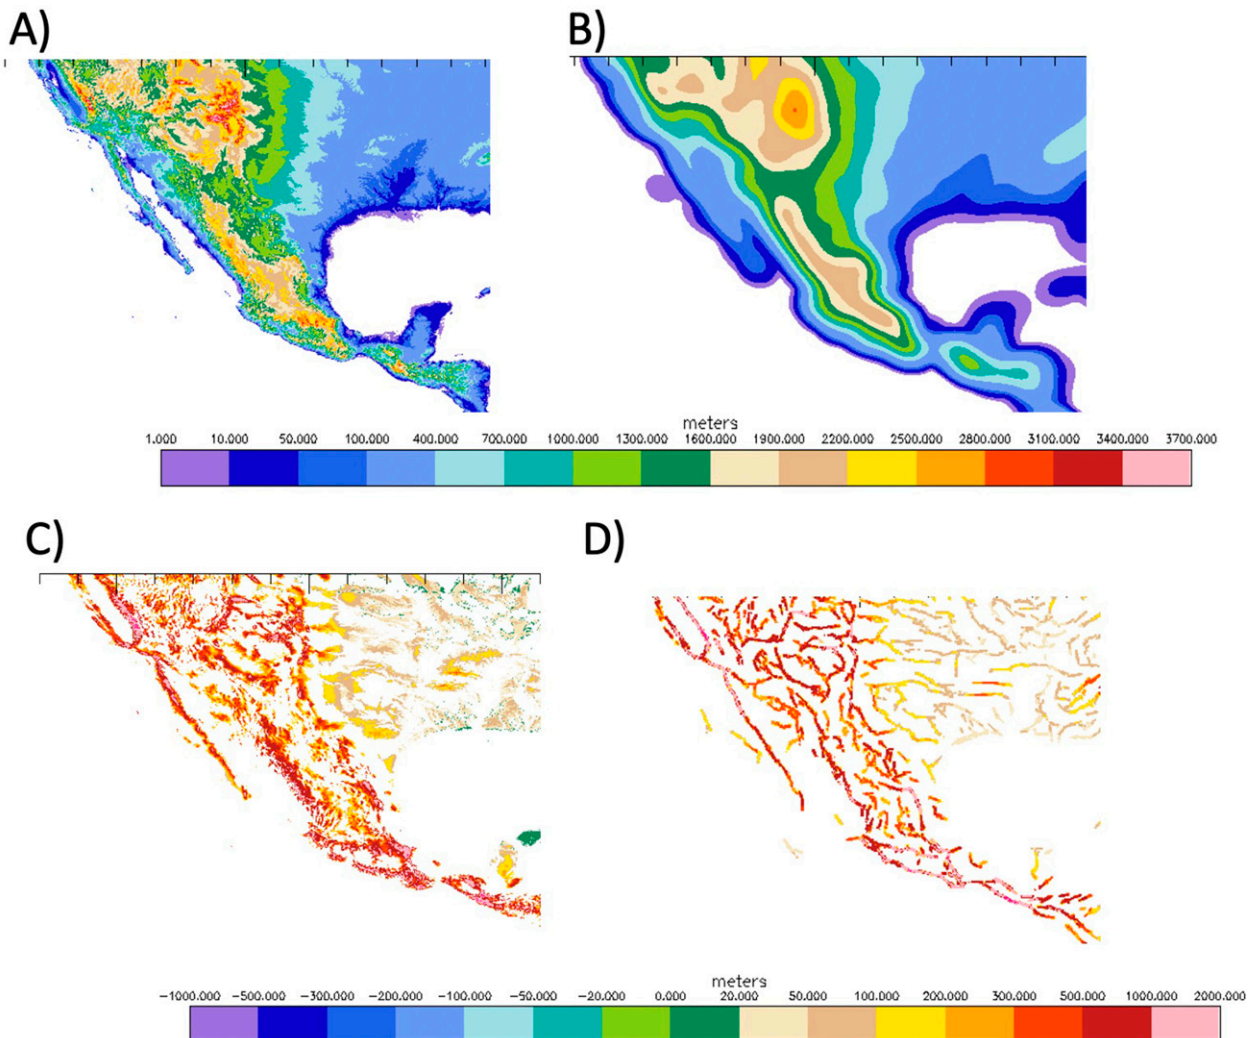 A)
B)
meters
1.000 10.000 50.000 100.000 400.000 700.000 1000.000 1300.000 1600.000 1900.000 2200.000 2500.000 2800.000 3100.000 3400.000 3700.000
C)
D)
meters
−1000.000 −500.000 −300.000 −200.000 −100.000 −50.000 −20.000 0.000 20.000 50.000 100.000 200.000 300.000 500.000 1000.000 2000.000